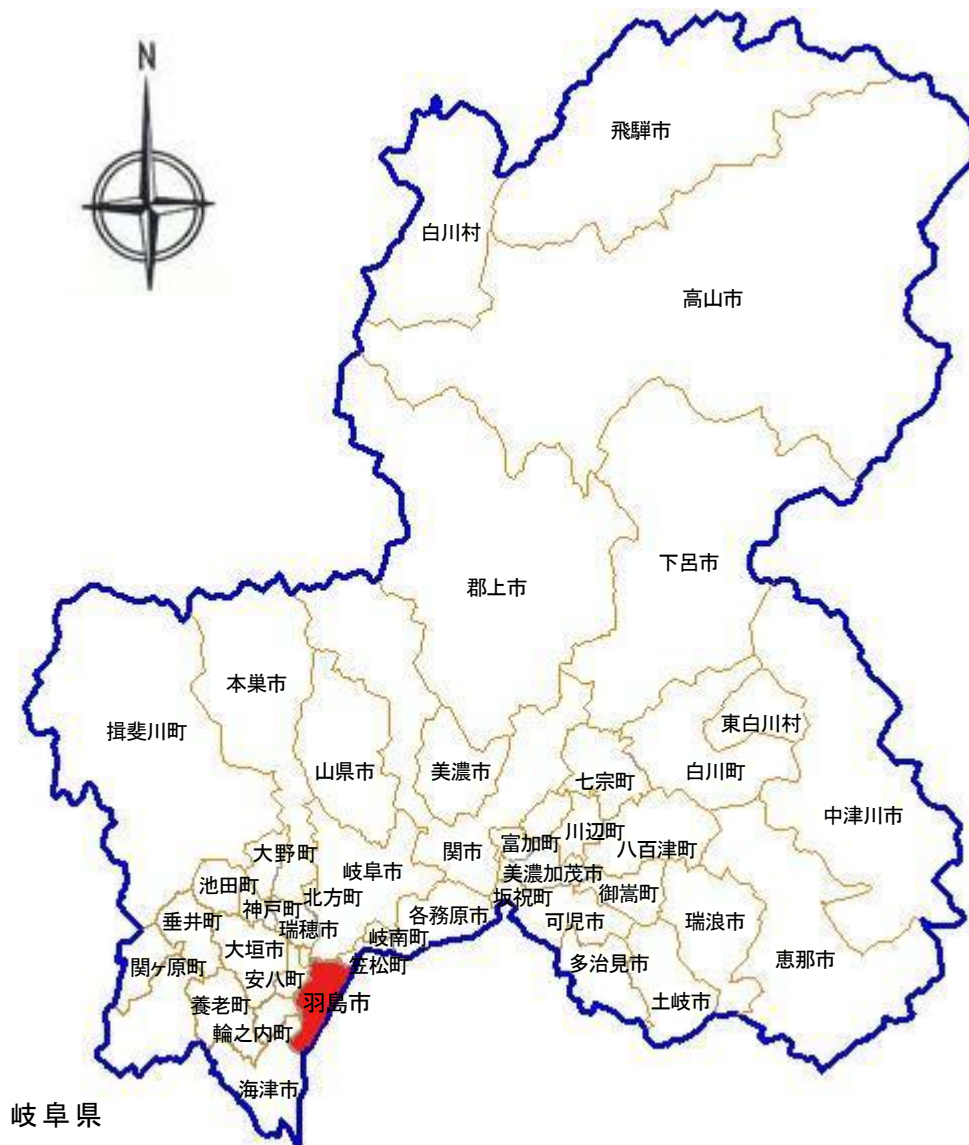 N
飛騨市
白川村
高山市
下呂市
郡上市
本巣市
東白川村
揖斐川町
山県市
美濃市
七宗町
白川町
中津川市
大野町
岐阜市
関市
富加町
川辺町
八百津町
池田町
美濃加茂市
北方町
坂祝町
御嵩町
神戸町
各務原市
垂井町
瑞穂市
可児市
瑞浪市
岐南町
大垣市
関ヶ原町
笠松町
多治見市
恵那市
安八町
養老町
羽島市
土岐市
輪之内町
海津市
岐阜県